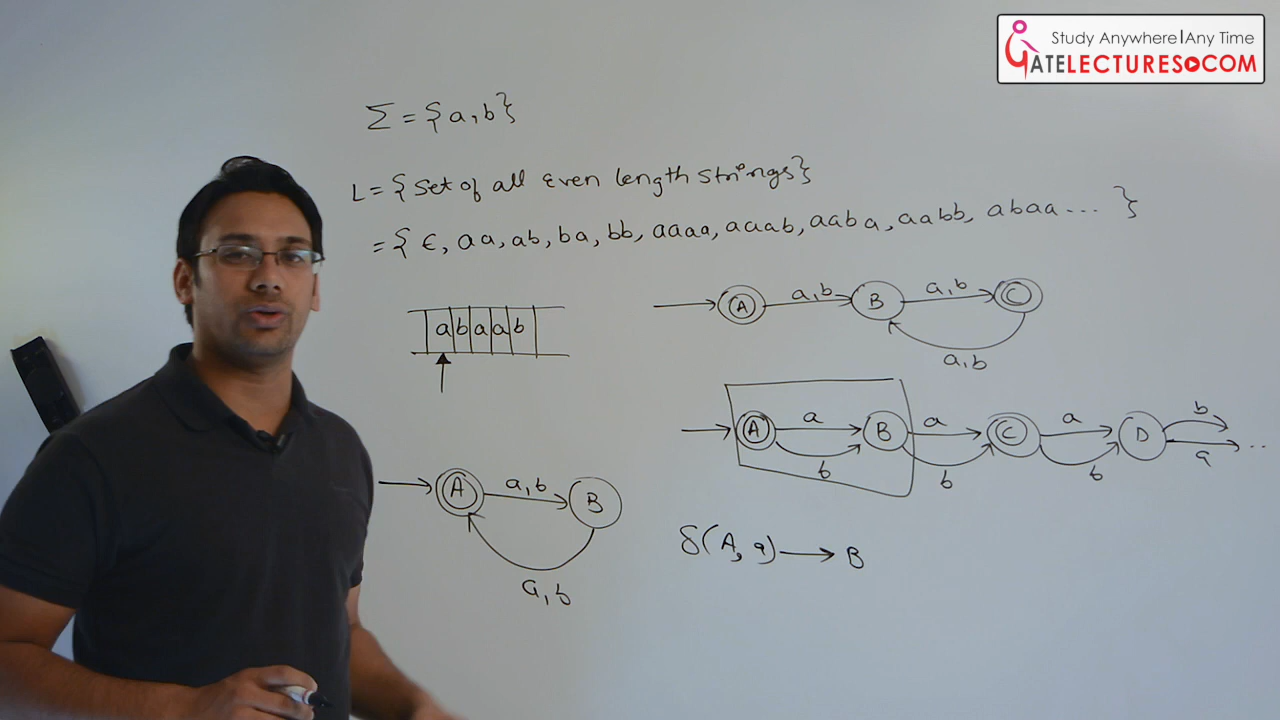 Study Anywhere|Any Time
GATELECTURES.COM
Σ = {a, b}
L = {Set of all Even length strings}
= {ϵ, aa, ab, ba, bb, aaaa, aaab, aaba, aabb, abaa ... }
a b a a b
A a,b B a,b C
a,b
A a B a C a D b
b b b a ...
A a,b B
a,b
δ(A, a) → B